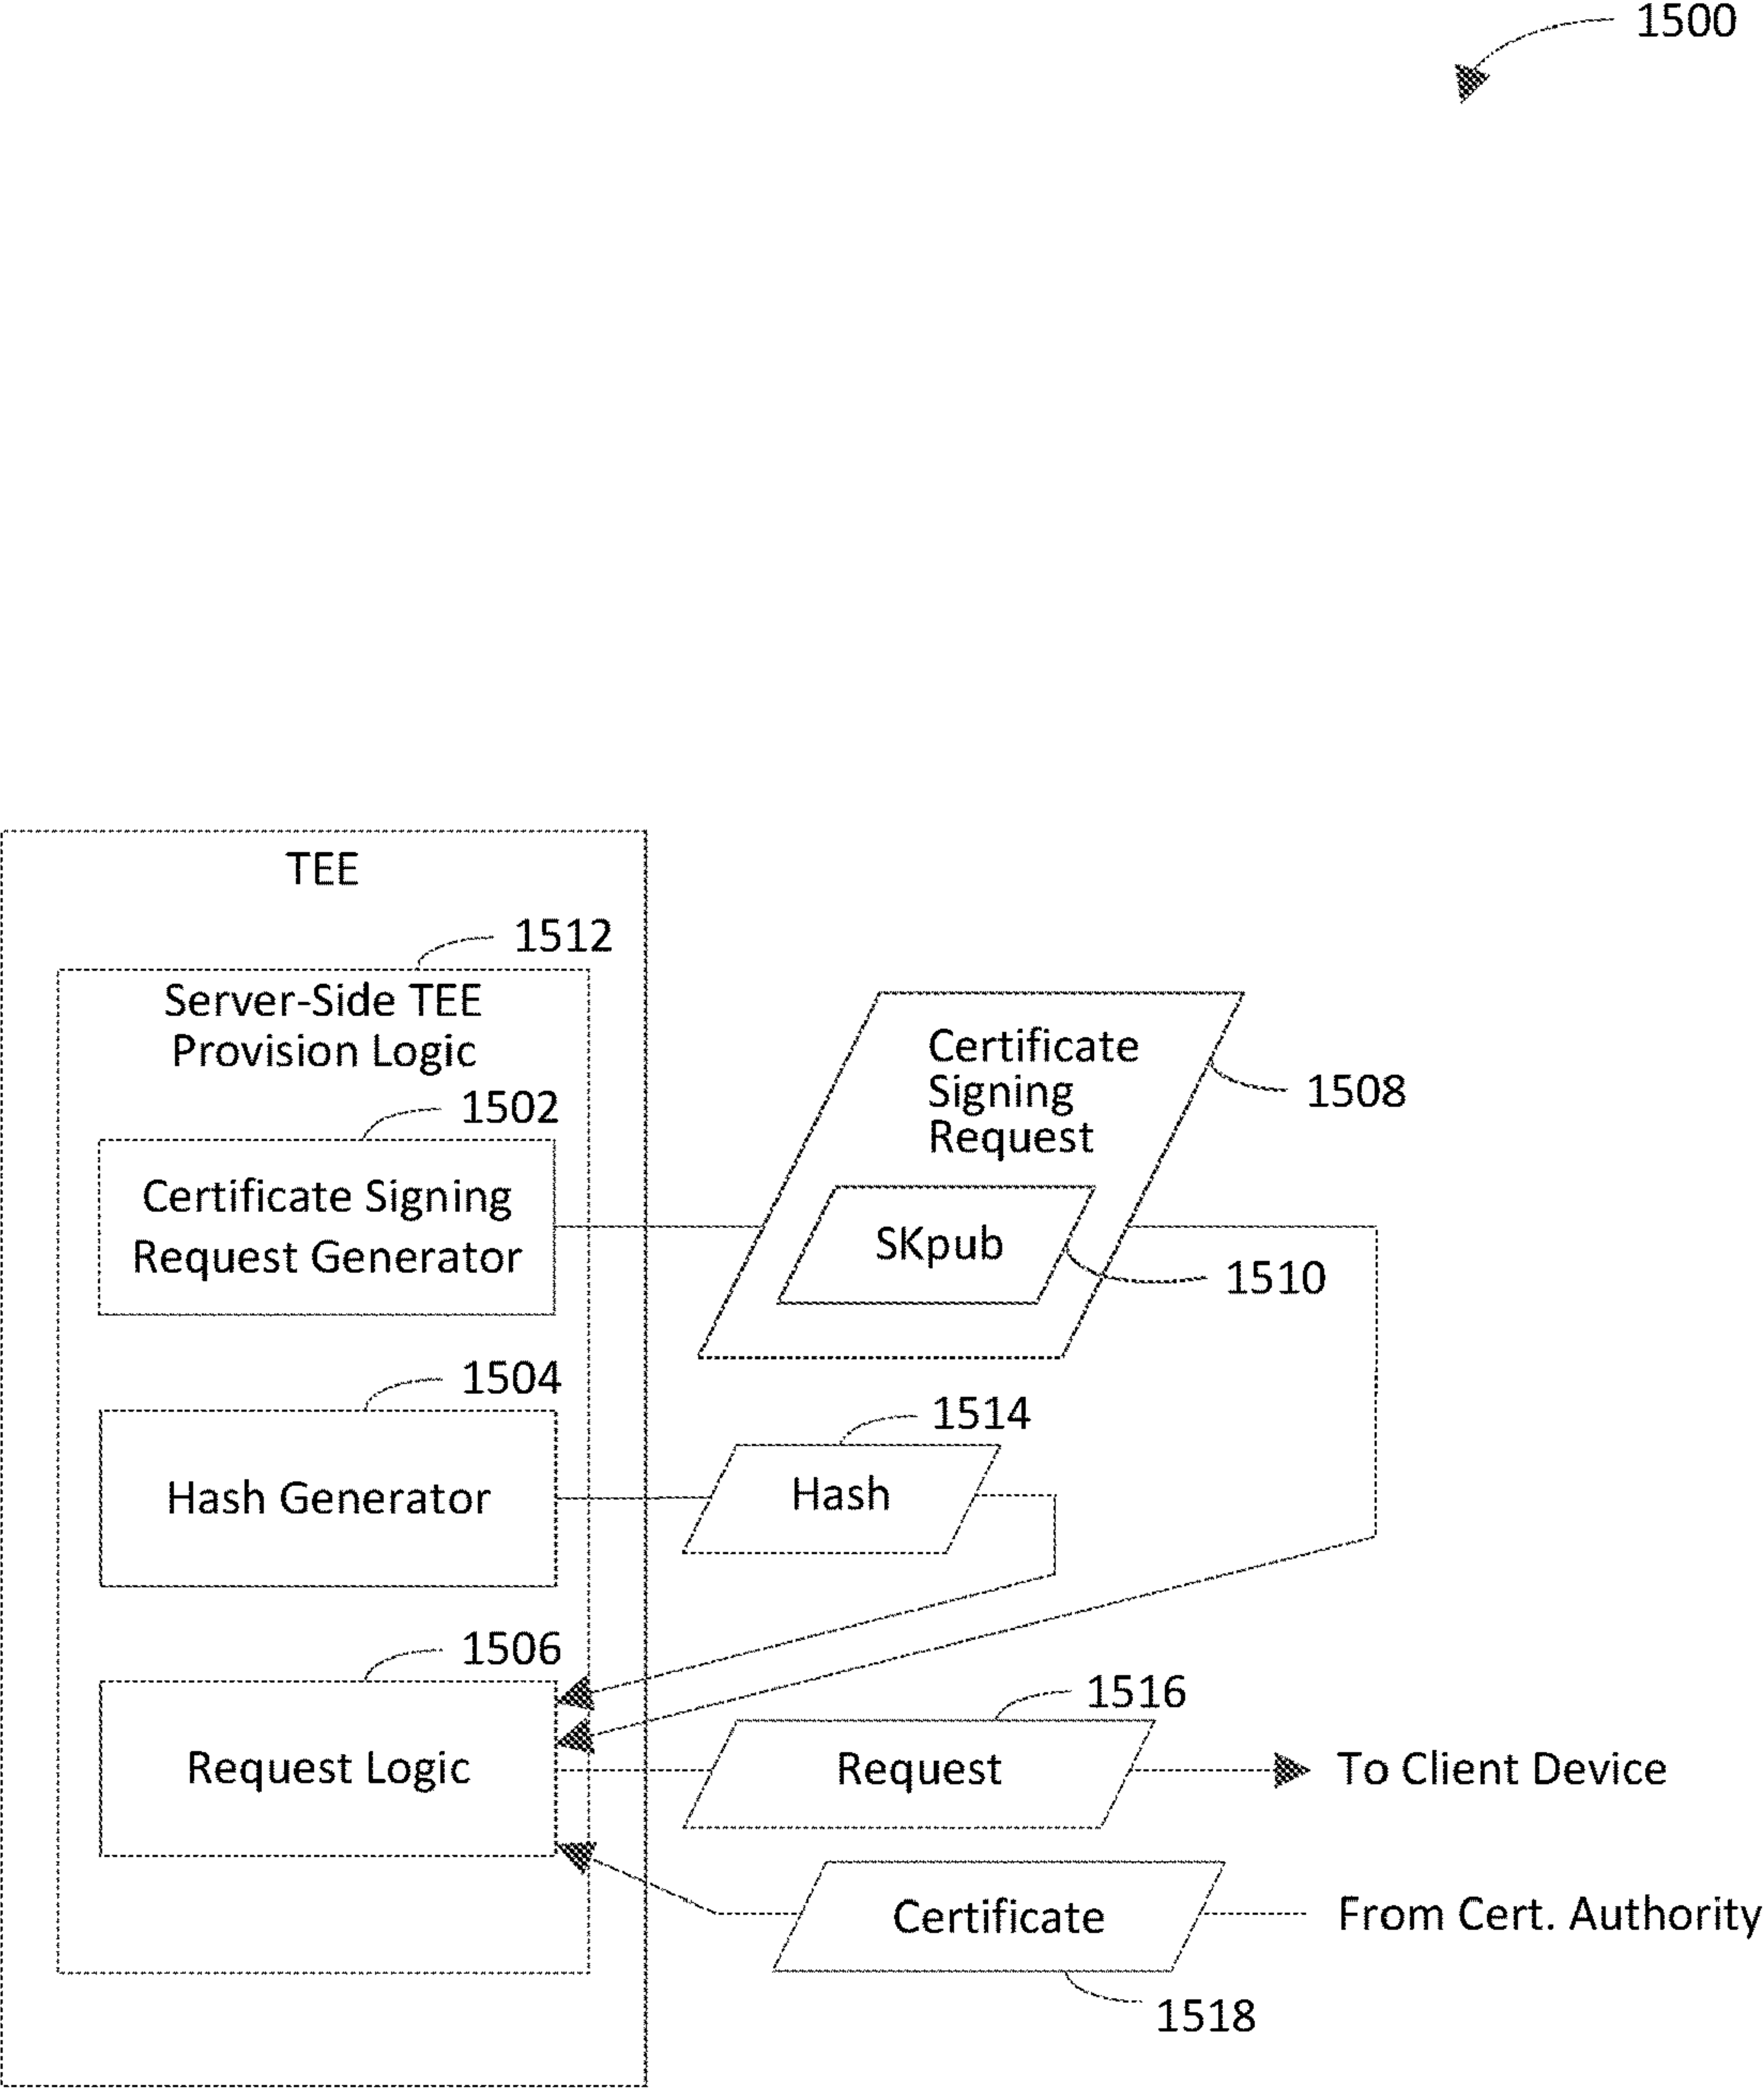 1500
TEE
1512
Server-Side TEE
Provision Logic
1502
Certificate Signing
Request Generator
Certificate
Signing
Request
1508
SKpub
1510
1504
Hash Generator
1514
Hash
1506
Request Logic
1516
Request
To Client Device
Certificate
From Cert. Authority
1518